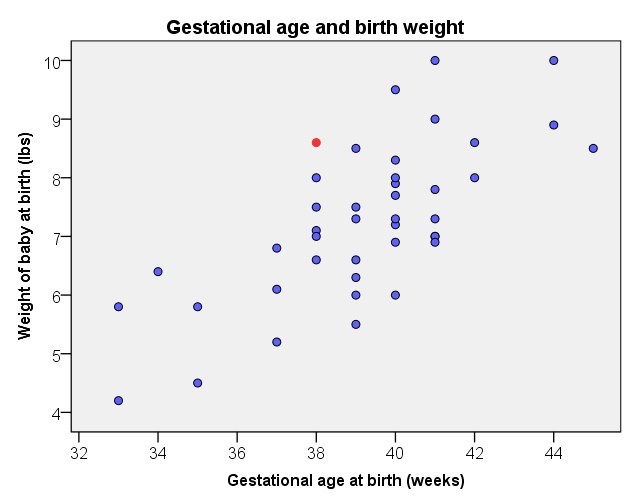 Gestational age and birth weight
Weight of baby at birth (lbs)
10
9
8
7
6
5
4
32 34 36 38 40 42 44
Gestational age at birth (weeks)